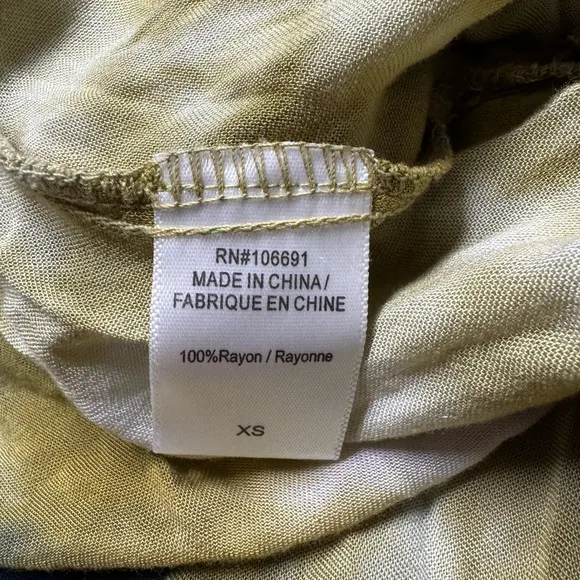 RN#106691
MADE IN CHINA/
FABRIQUE EN CHINE
100%Rayon / Rayonne
XS